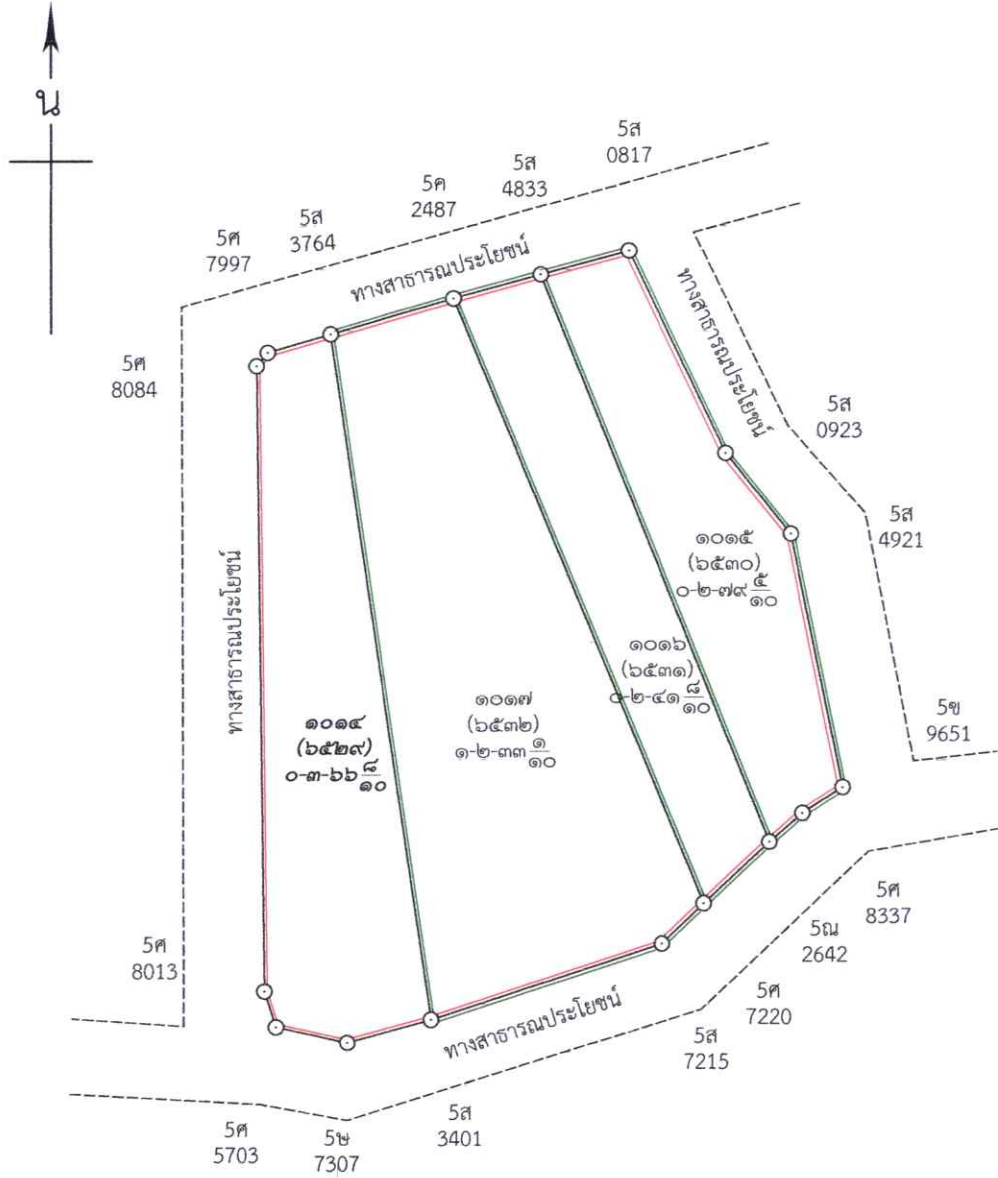 น
5ส
0817
5ส
4833
5ค
2487
5ส
3764
5ศ
7997
ทางสาธารณประโยชน์
ทางสาธารณประโยชน์
5ศ
8084
5ส
0923
5ส
4921
ทางสาธารณประโยชน์
๑๐๑๕
(๖๕๓๐)
๐-๒-๗๙ ๕/๑๐
๑๐๑๖
(๖๕๓๑)
๐-๒-๔๑ ๘/๑๐
๑๐๑๗
(๖๕๓๒)
๑-๒-๓๓ ๑/๑๐
๑๐๑๔
(๖๕๒๙)
๐-๓-๖๖ ๘/๑๐
5ข
9651
5ศ
8337
5ณ
2642
5ศ
8013
5ศ
7220
ทางสาธารณประโยชน์
5ส
7215
5ส
3401
5ศ
5703
5ษ
7307